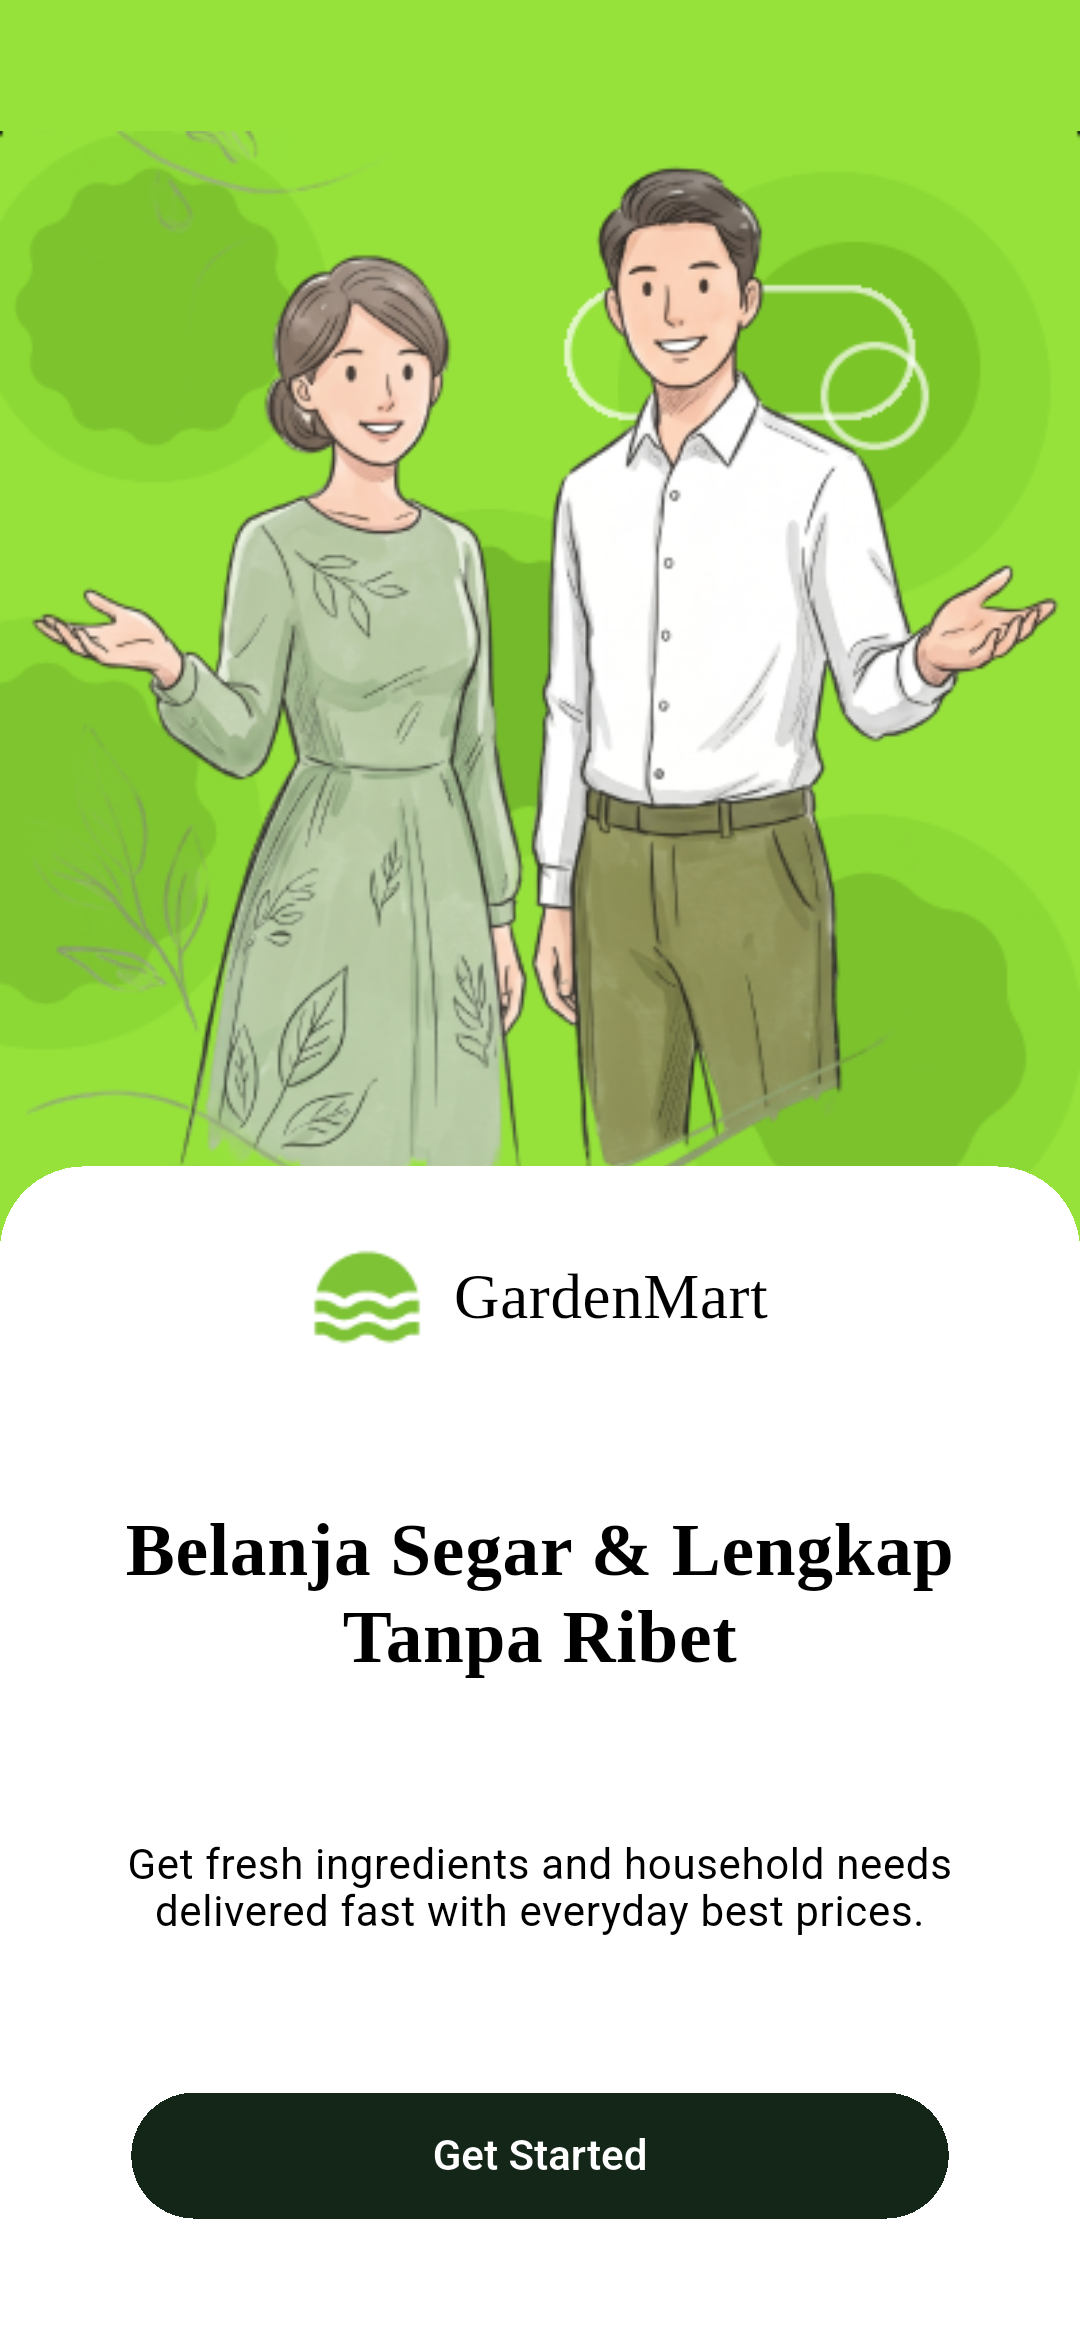 GardenMart
Belanja Segar & Lengkap
Tanpa Ribet
Get fresh ingredients and household needs
delivered fast with everyday best prices.
Get Started